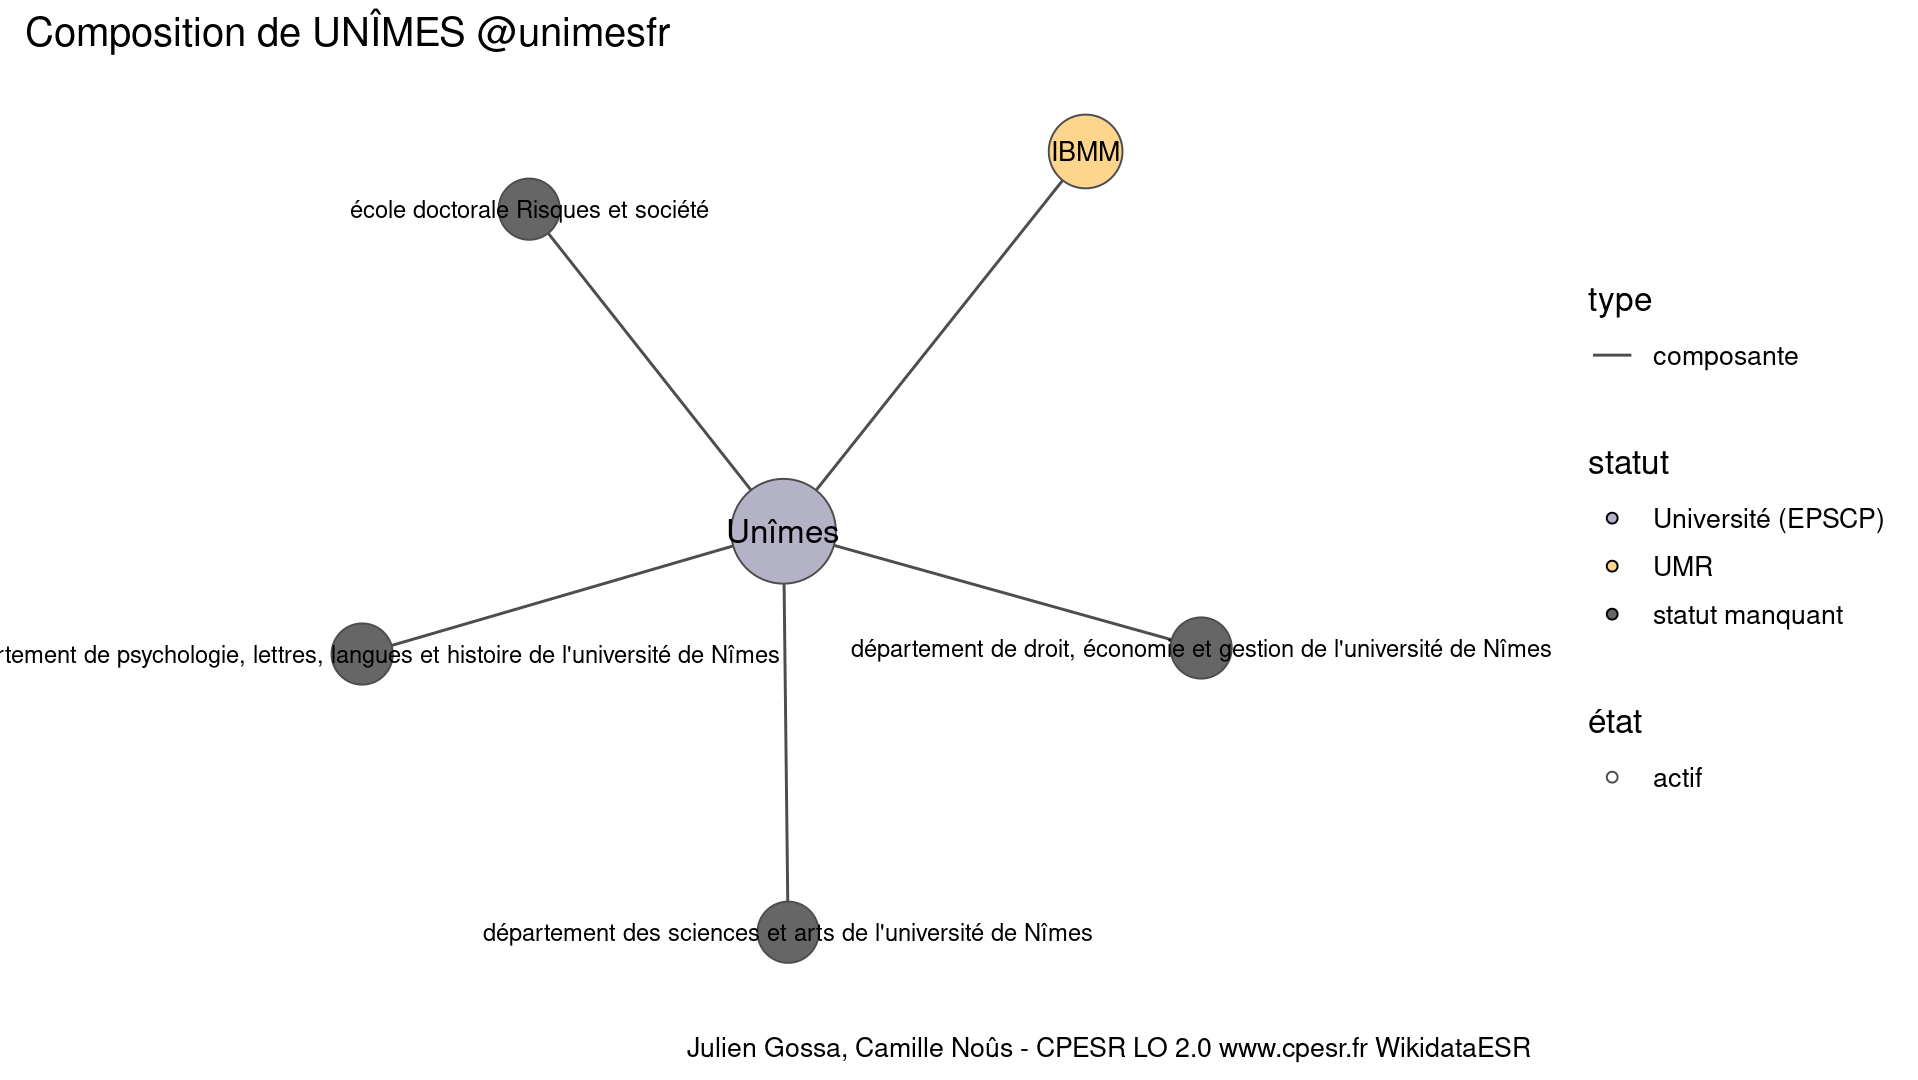 Composition de UNÎMES @unimesfr
IBMM
école doctorale Risques et société
type
composante
statut
Unîmes
Université (EPSCP)
UMR
statut manquant
de psychologie, lettres, langues et histoire de l'université de Nîmes
département de droit, économie et gestion de l'université de Nîmes
état
actif
département des sciences et arts de l'université de Nîmes
Julien Gossa, Camille Noûs - CPESR LO 2.0 www.cpesr.fr WikidataESR